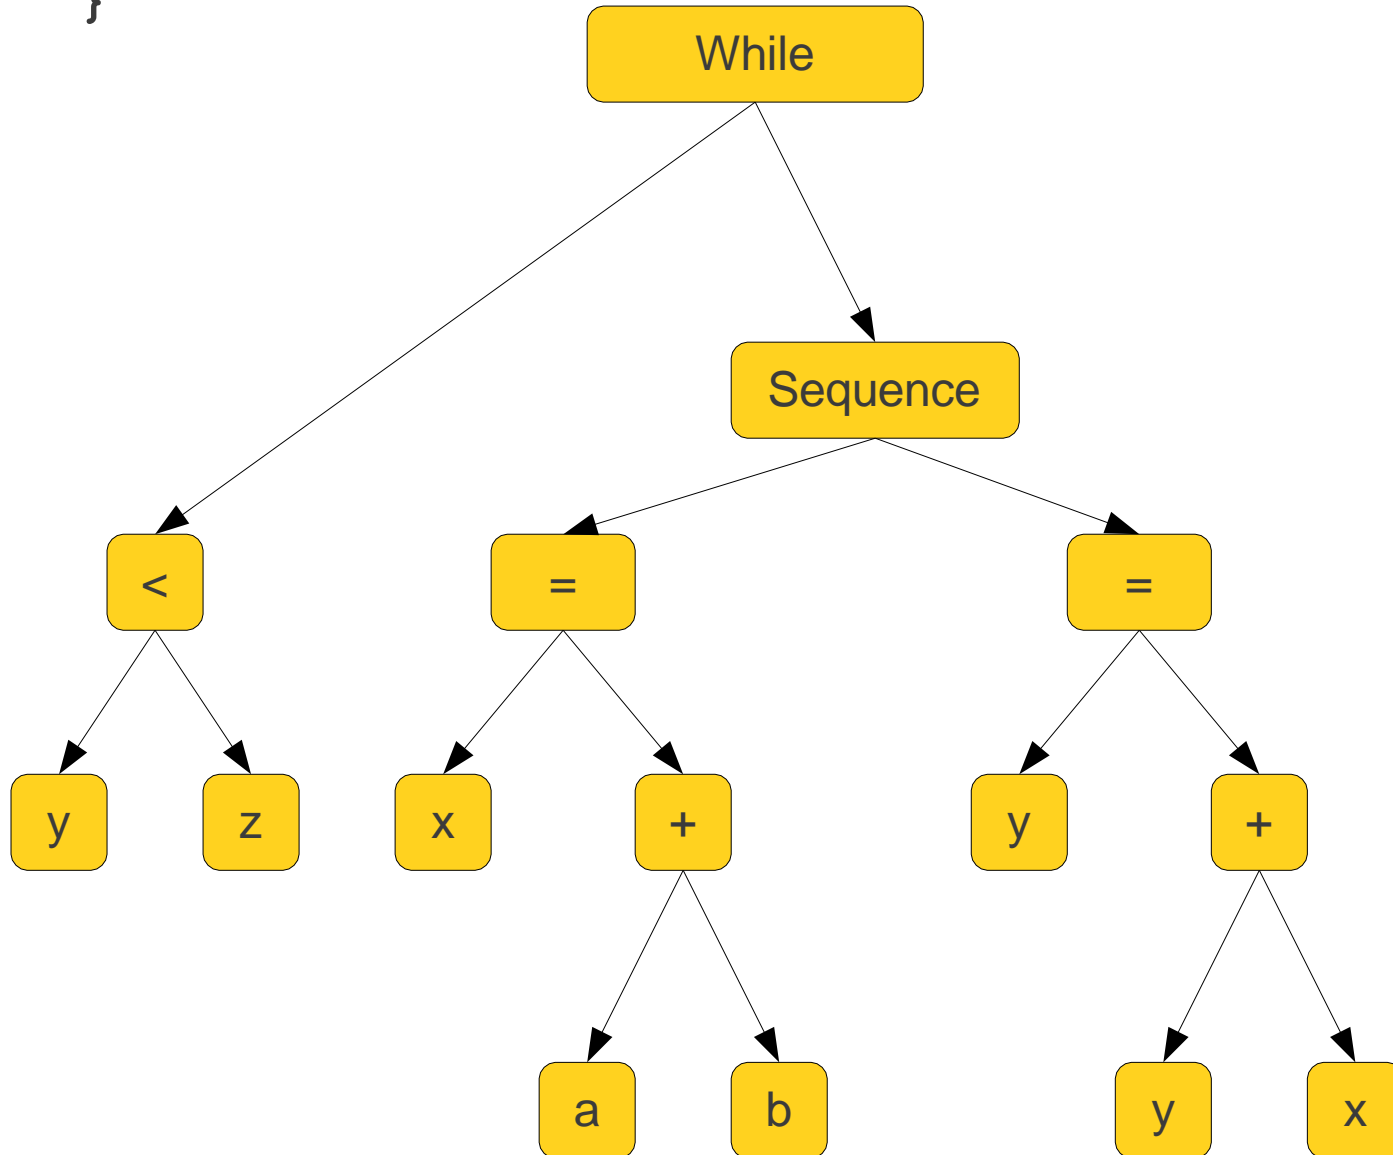 }
While
Sequence
< = =
y z x + y +
a b y x